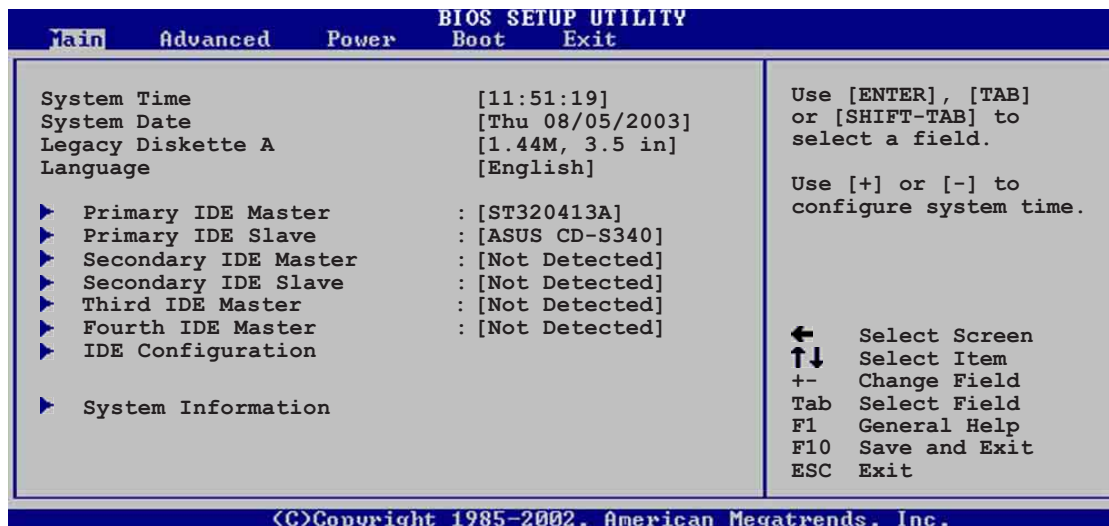 BIOS SETUP UTILITY
Main Advanced Power Boot Exit
System Time [11:51:19]
System Date [Thu 08/05/2003]
Legacy Diskette A [1.44M, 3.5 in]
Language [English]
Primary IDE Master : [ST320413A]
Primary IDE Slave : [ASUS CD-S340]
Secondary IDE Master : [Not Detected]
Secondary IDE Slave : [Not Detected]
Third IDE Master : [Not Detected]
Fourth IDE Master : [Not Detected]
IDE Configuration
System Information
Use [ENTER], [TAB]
or [SHIFT-TAB] to
select a field.
Use [+] or [-] to
configure system time.
← Select Screen
↑↓ Select Item
+- Change Field
Tab Select Field
F1 General Help
F10 Save and Exit
ESC Exit
(C)Copyright 1985-2002, American Megatrends, Inc.